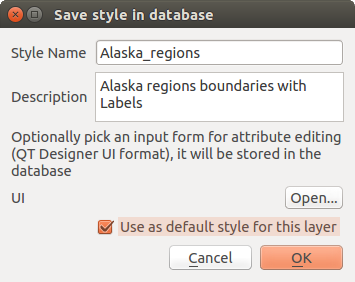 Save style in database
Style Name Alaska_regions
Description Alaska regions boundaries with
Labels
Optionally pick an input form for attribute editing
(QT Designer UI format), it will be stored in the
database
UI Open...
Use as default style for this layer
Cancel OK